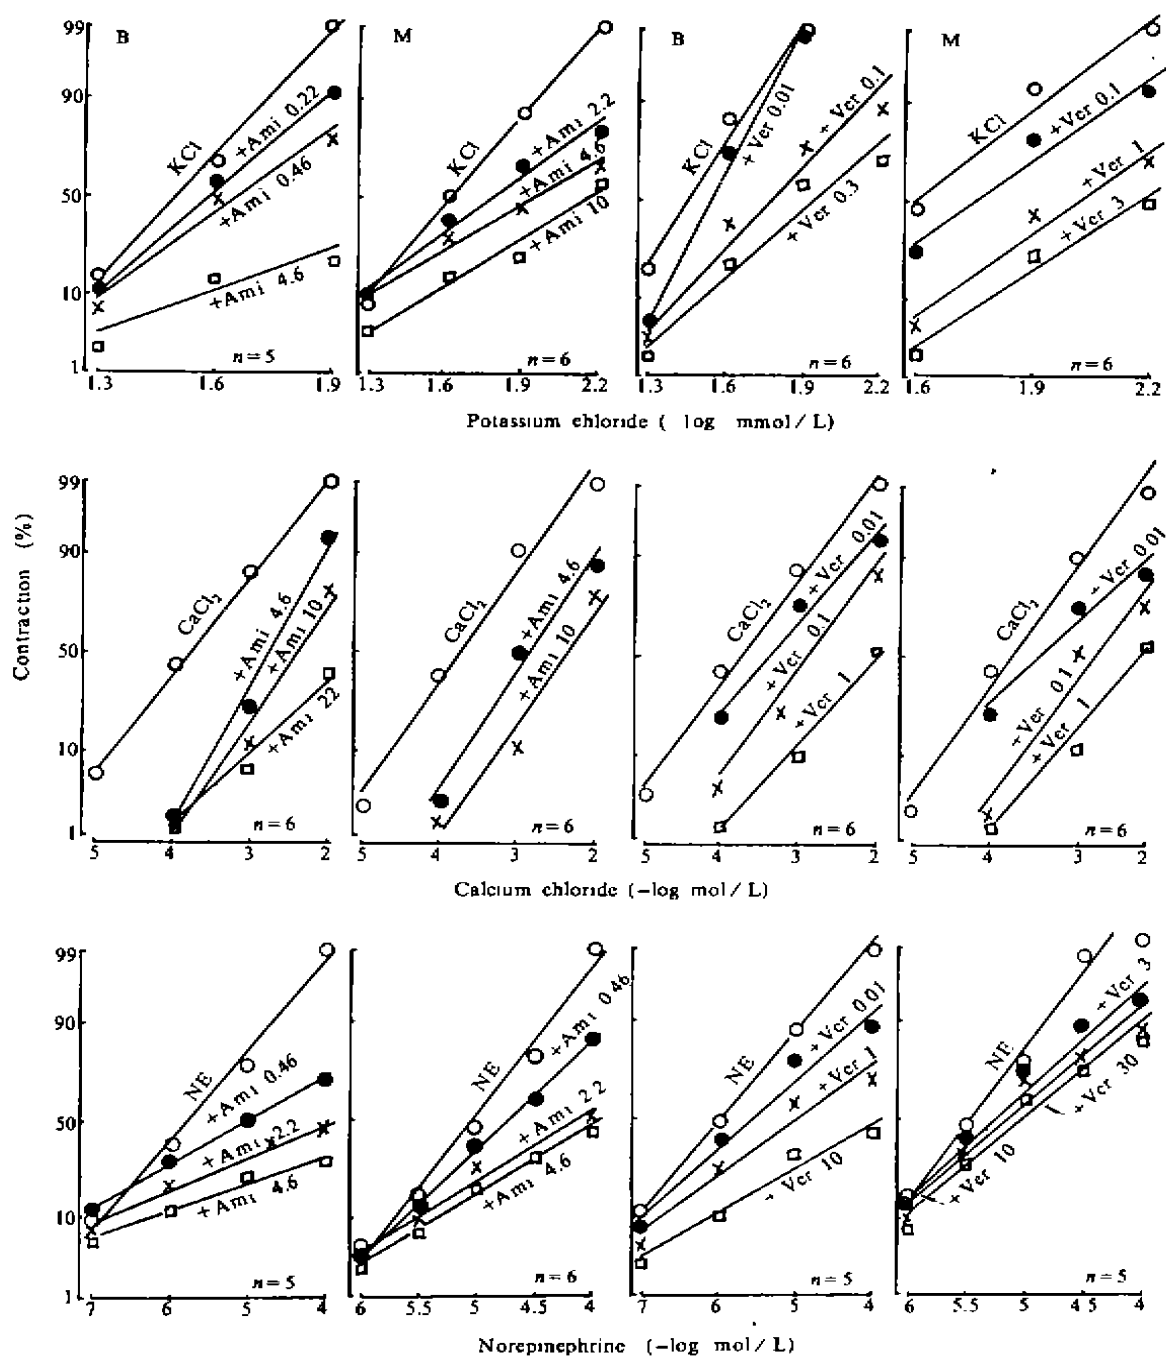 B M B M
99
90
50
10
1
KCl +Ami 0.22 +Ami 0.46 +Ami 4.6 n=5
KCl +Ami 2.2 +Ami 4.6 +Ami 10 n=6
KCl +Ver 0.01 +Ver 0.1 +Ver 0.3 n=6
KCl +Ver 0.1 +Ver 1 +Ver 3 n=6
1.3 1.6 1.9 1.3 1.6 1.9 2.2 1.3 1.6 1.9 2.2 1.6 1.9 2.2
Potassium chloride ( log mmol/L)
Contraction (%)
99
90
50
10
1
CaCl₂ +Ami 4.6 +Ami 10 +Ami 22 n=6
CaCl₂ +Ami 4.6 +Ami 10 n=6
CaCl₂ +Ver 0.01 +Ver 0.1 +Ver 1 n=6
CaCl₂ +Ver 0.01 +Ver 0.1 +Ver 1 n=6
5 4 3 2 5 4 3 2 5 4 3 2 5 4 3 2
Calcium chloride (-log mol/L)
99
90
50
10
1
NE +Ami 0.46 +Ami 2.2 +Ami 4.6 n=5
NE +Ami 0.46 +Ami 2.2 +Ami 4.6 n=6
NE +Ver 0.01 +Ver 1 - Ver 10 n=5
NE +Ver 3 +Ver 30 +Ver 10 n=5
7 6 5 4 6 5.5 5 4.5 4 7 6 5 4 6 5.5 5 4.5 4
Norepinephrine (-log mol/L)